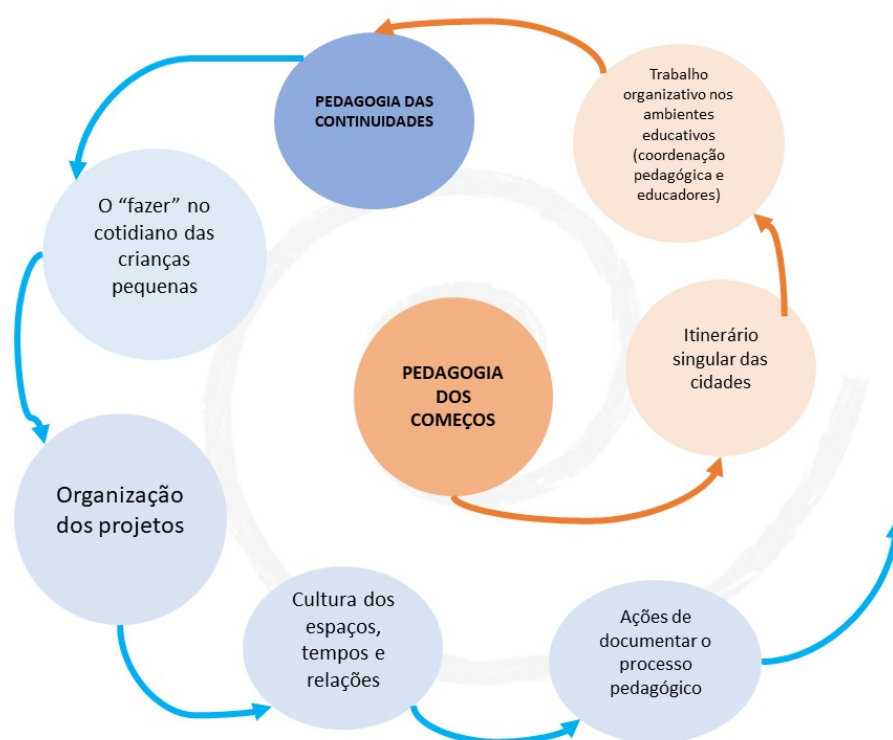 PEDAGOGIA DAS
CONTINUIDADES
Trabalho
organizativo nos
ambientes
educativos
(coordenação
pedagógica e
educadores)
O “fazer” no
cotidiano das
crianças
pequenas
PEDAGOGIA
DOS
COMEÇOS
Itinerário
singular das
cidades
Organização
dos projetos
Cultura dos
espaços,
tempos e
relações
Ações de
documentar o
processo
pedagógico